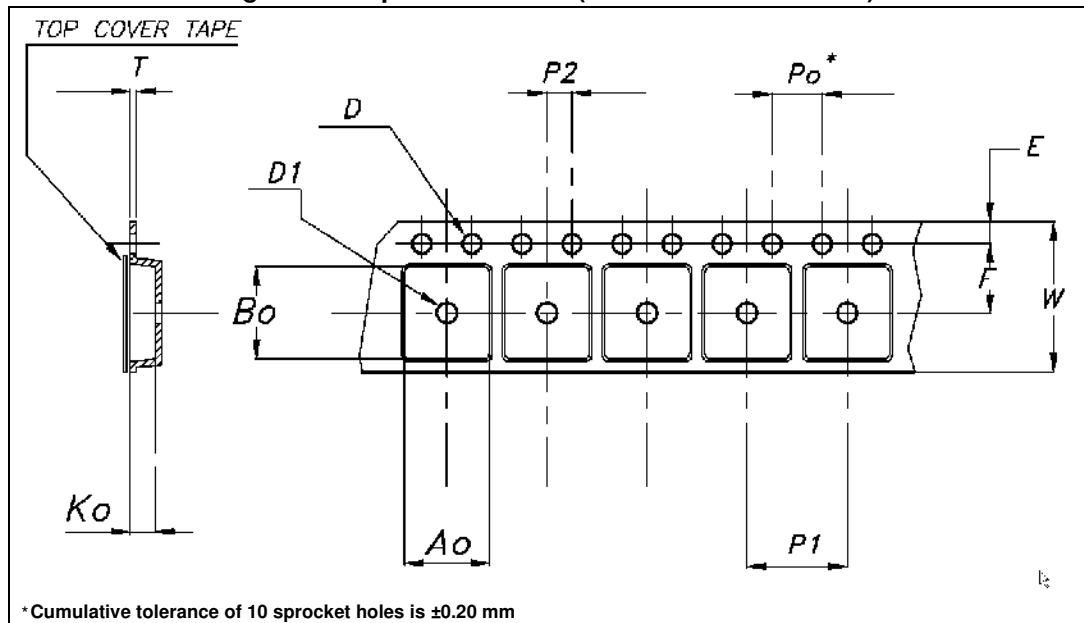 TOP COVER TAPE
T
P2
Po*
D
E
D1
F
Bo
W
Ko
Ao
P1
*Cumulative tolerance of 10 sprocket holes is ±0.20 mm